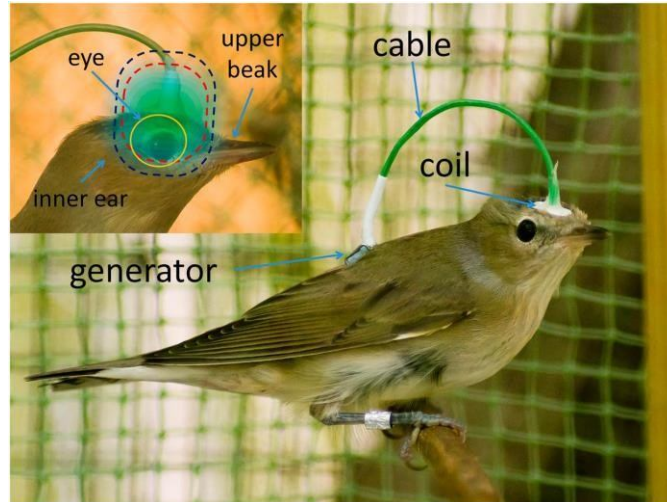 eye
upper
beak
inner ear
cable
coil
generator